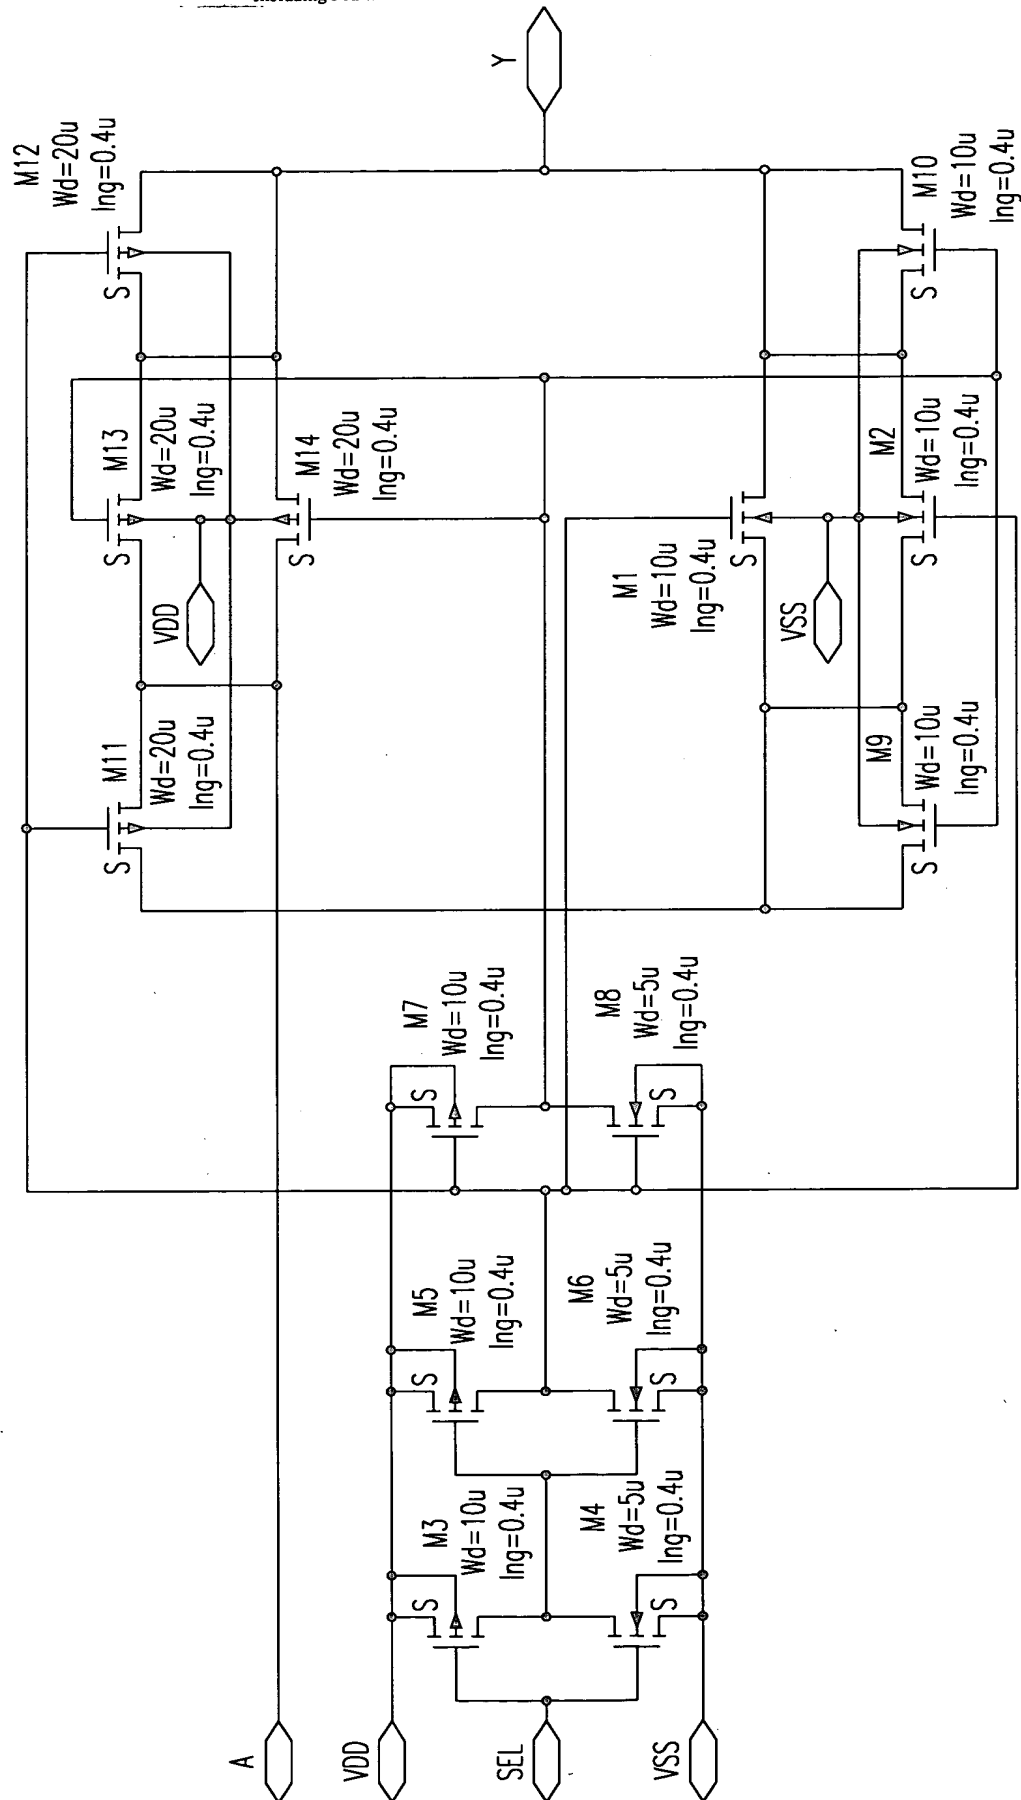 Y
M12
Wd=20u
lng=0.4u
S
M10
Wd=10u
lng=0.4u
S
M13
Wd=20u
lng=0.4u
S
M14
Wd=20u
lng=0.4u
S
VDD
M2
Wd=10u
lng=0.4u
S
M1
Wd=10u
lng=0.4u
S
VSS
M11
Wd=20u
lng=0.4u
S
M9
Wd=10u
lng=0.4u
S
M7
Wd=10u
lng=0.4u
S
M8
Wd=5u
lng=0.4u
S
M5
Wd=10u
lng=0.4u
S
M6
Wd=5u
lng=0.4u
S
M3
Wd=10u
lng=0.4u
S
M4
Wd=5u
lng=0.4u
S
A
VDD
SEL
VSS